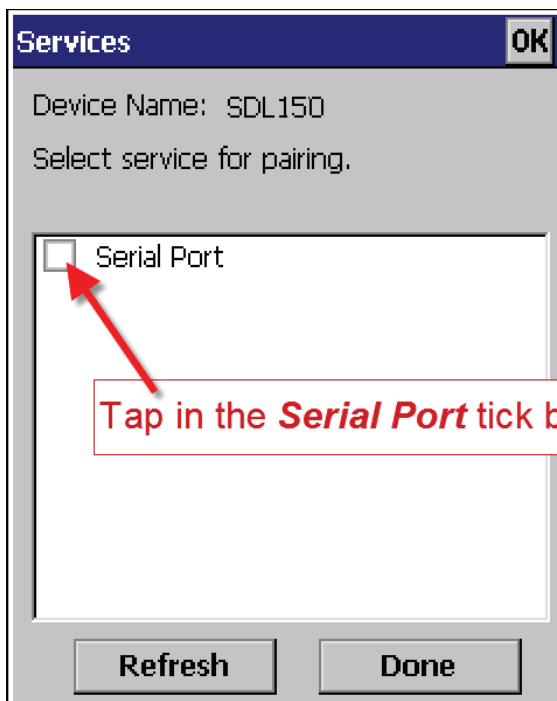 Services OK
Device Name: SDL150
Select service for pairing.
Serial Port
Tap in the Serial Port tick b
Refresh Done